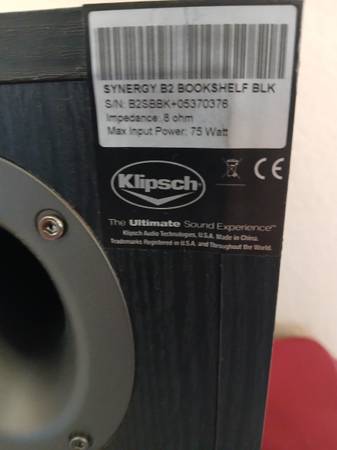 SYNERGY B2 BOOKSHELF BLK
S/N: B2SBBK+05370376
Impedance: 8 ohm
Max Input Power: 75 Watt
Klipsch®
CE
The Ultimate Sound Experience™
Klipsch Audio Technologies, U.S.A. Made in China.
Trademarks Registered in U.S.A. and Throughout the World.